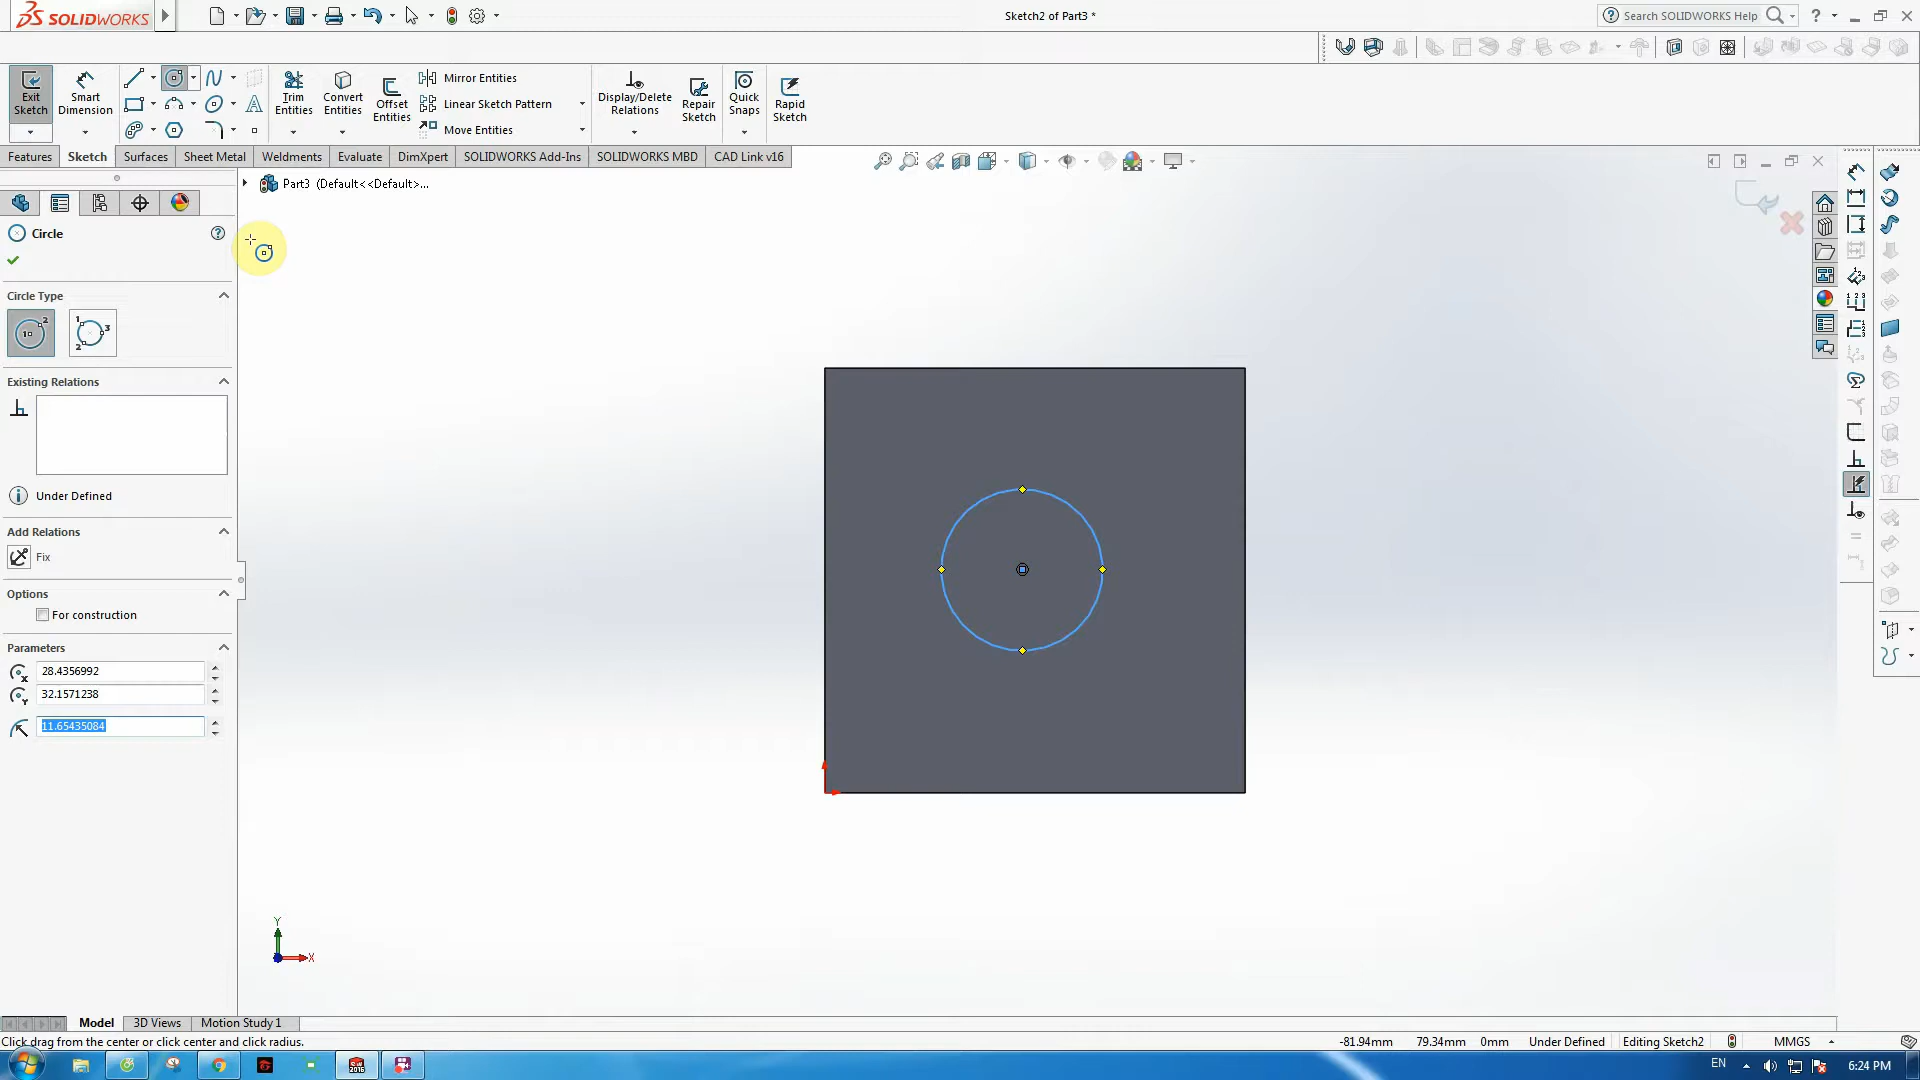 SOLIDWORKS
Sketch2 of Part3 *
Search SOLIDWORKS Help
Exit Sketch
Smart Dimension
Trim Entities
Convert Entities
Offset Entities
Mirror Entities
Linear Sketch Pattern
Move Entities
Display/Delete Relations
Repair Sketch
Quick Snaps
Rapid Sketch
Features Sketch Surfaces Sheet Metal Weldments Evaluate DimXpert SOLIDWORKS Add-Ins SOLIDWORKS MBD CAD Link v16
Part3 (Default<<Default>...
Circle
Circle Type
Existing Relations
Under Defined
Add Relations
Fix
Options
For construction
Parameters
28.4356992
32.1571238
11.65435084
Y
X
Model 3D Views Motion Study 1
Click drag from the center or click center and click radius.
-81.94mm 79.34mm 0mm Under Defined Editing Sketch2 MMGS
EN 6:24 PM